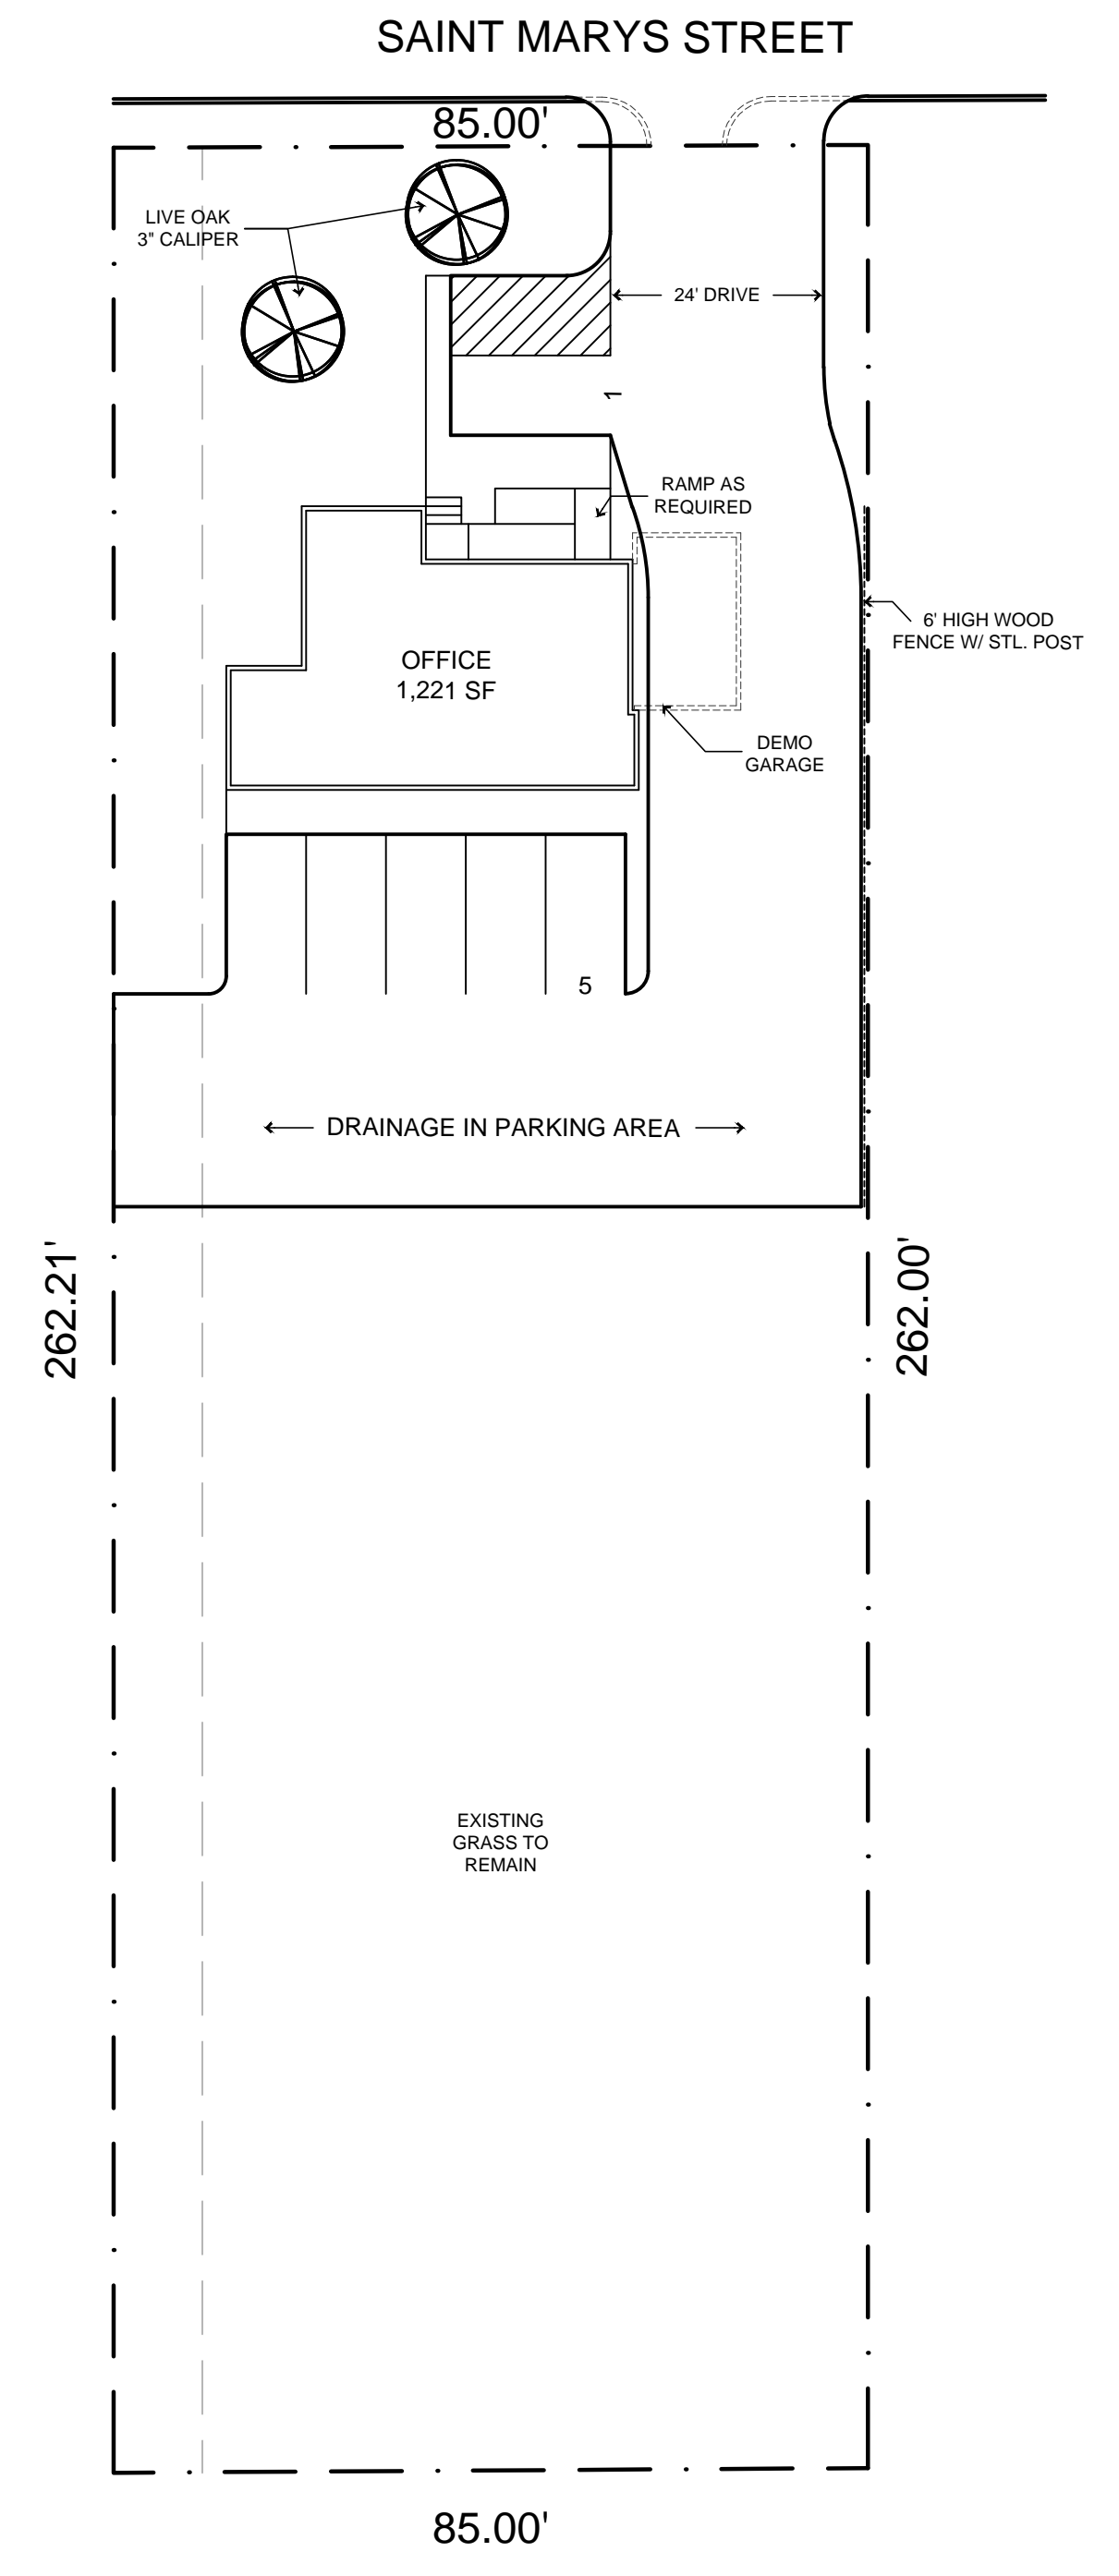 SAINT MARYS STREET
85.00'
LIVE OAK
3" CALIPER
24' DRIVE
1
RAMP AS
REQUIRED
6' HIGH WOOD
FENCE W/ STL. POST
OFFICE
1,221 SF
DEMO
GARAGE
5
DRAINAGE IN PARKING AREA
262.21'
262.00'
EXISTING
GRASS TO
REMAIN
85.00'